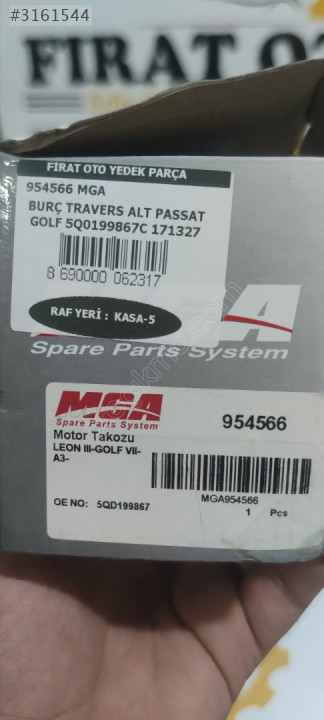 #3161544
FIRAT OTO
FIRAT OTO YEDEK PARÇA
954566 MGA
BURÇ TRAVERS ALT PASSAT
GOLF 5Q0199867C 171327
8 690000 062317
RAF YERİ : KASA-5
MGA
Spare Parts System
MGA
Spare Parts System
954566
Motor Takozu
LEON III-GOLF VII-
A3-
MGA954566
OE NO: 5QD199867
1 Pcs